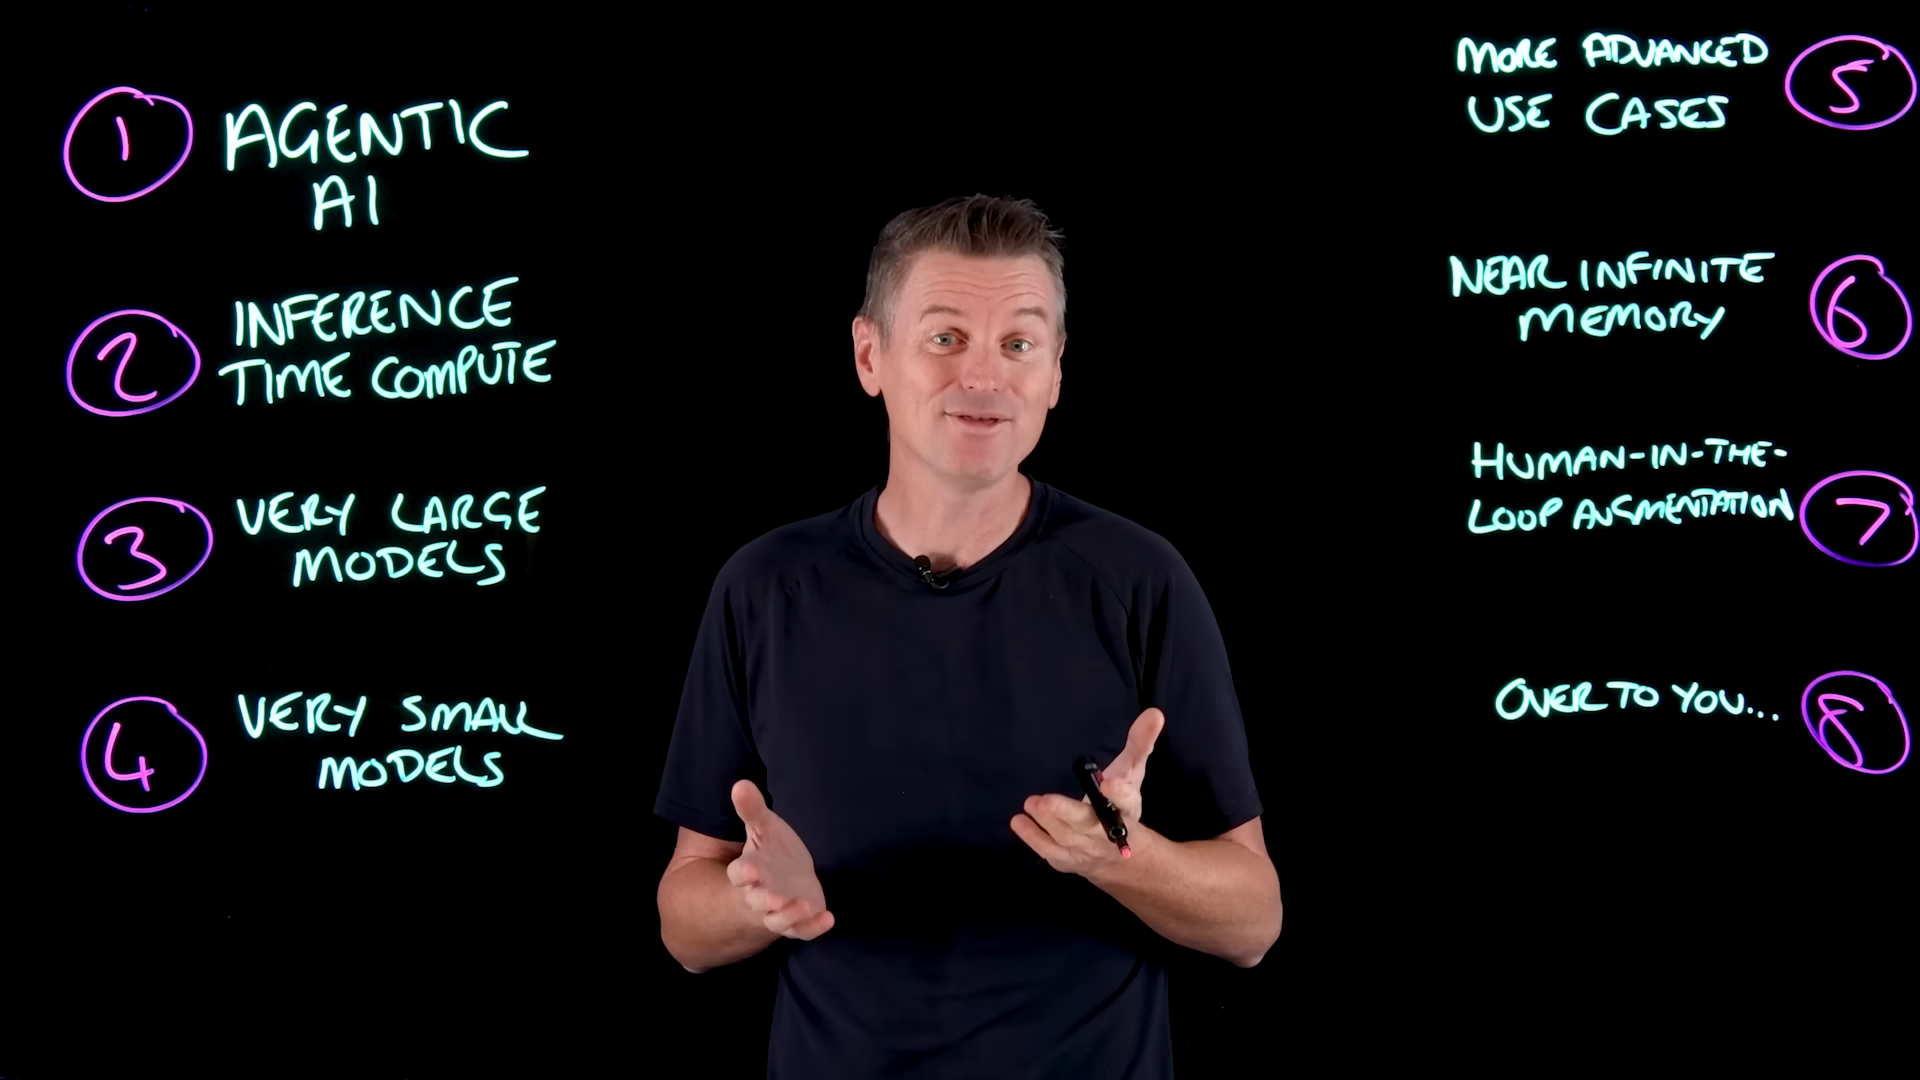 1
AGENTIC
AI
2
INFERENCE
TIME COMPUTE
3
VERY LARGE
MODELS
4
VERY SMALL
MODELS
MORE ADVANCED
USE CASES
5
NEAR INFINITE
MEMORY
6
HUMAN-IN-THE-
LOOP AUGMENTATION
7
OVER TO YOU...
8